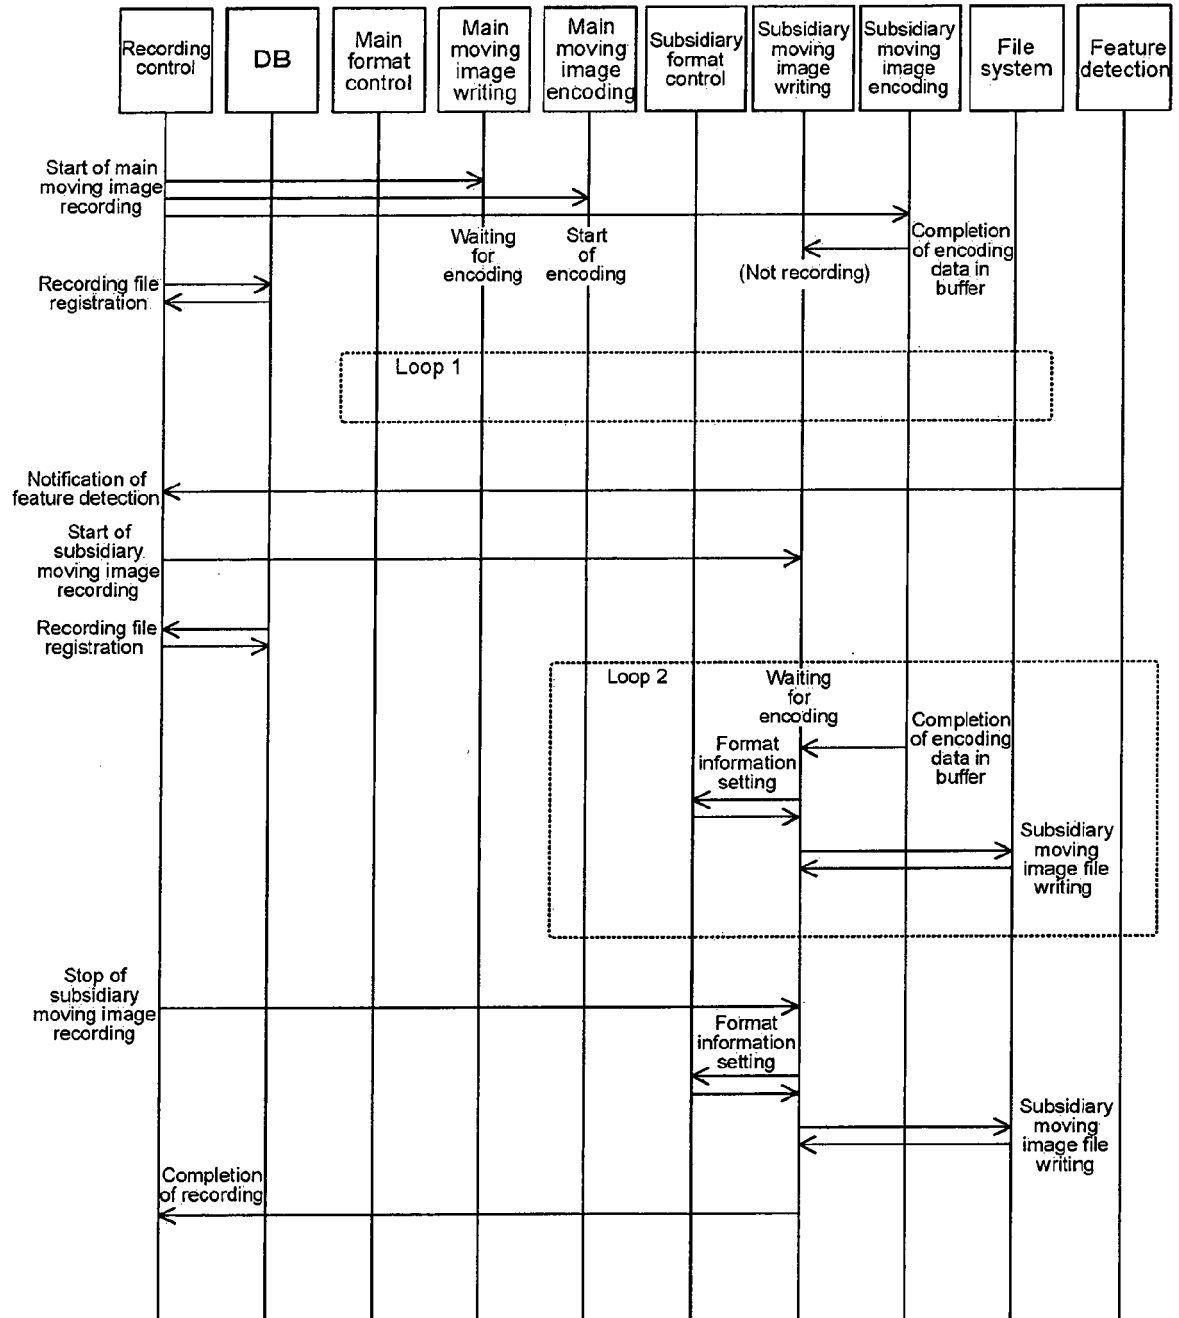 Recording
control
DB
Main
format
control
Main
moving
image
writing
Main
moving
image
encoding
Subsidiary
format
control
Subsidiary
moving
image
writing
Subsidiary
moving
image
encoding
File
system
Feature
detection
Start of main
moving image
recording
Waiting
for
encoding
Start
of
encoding
(Not recording)
Completion
of encoding
data in
buffer
Recording file
registration
Loop 1
Notification of
feature detection
Start of
subsidiary
moving image
recording
Recording file
registration
Loop 2
Waiting
for
encoding
Completion
of encoding
data in
buffer
Format
information
setting
Subsidiary
moving
image file
writing
Stop of
subsidiary
moving image
recording
Format
information
setting
Subsidiary
moving
image file
writing
Completion
of recording